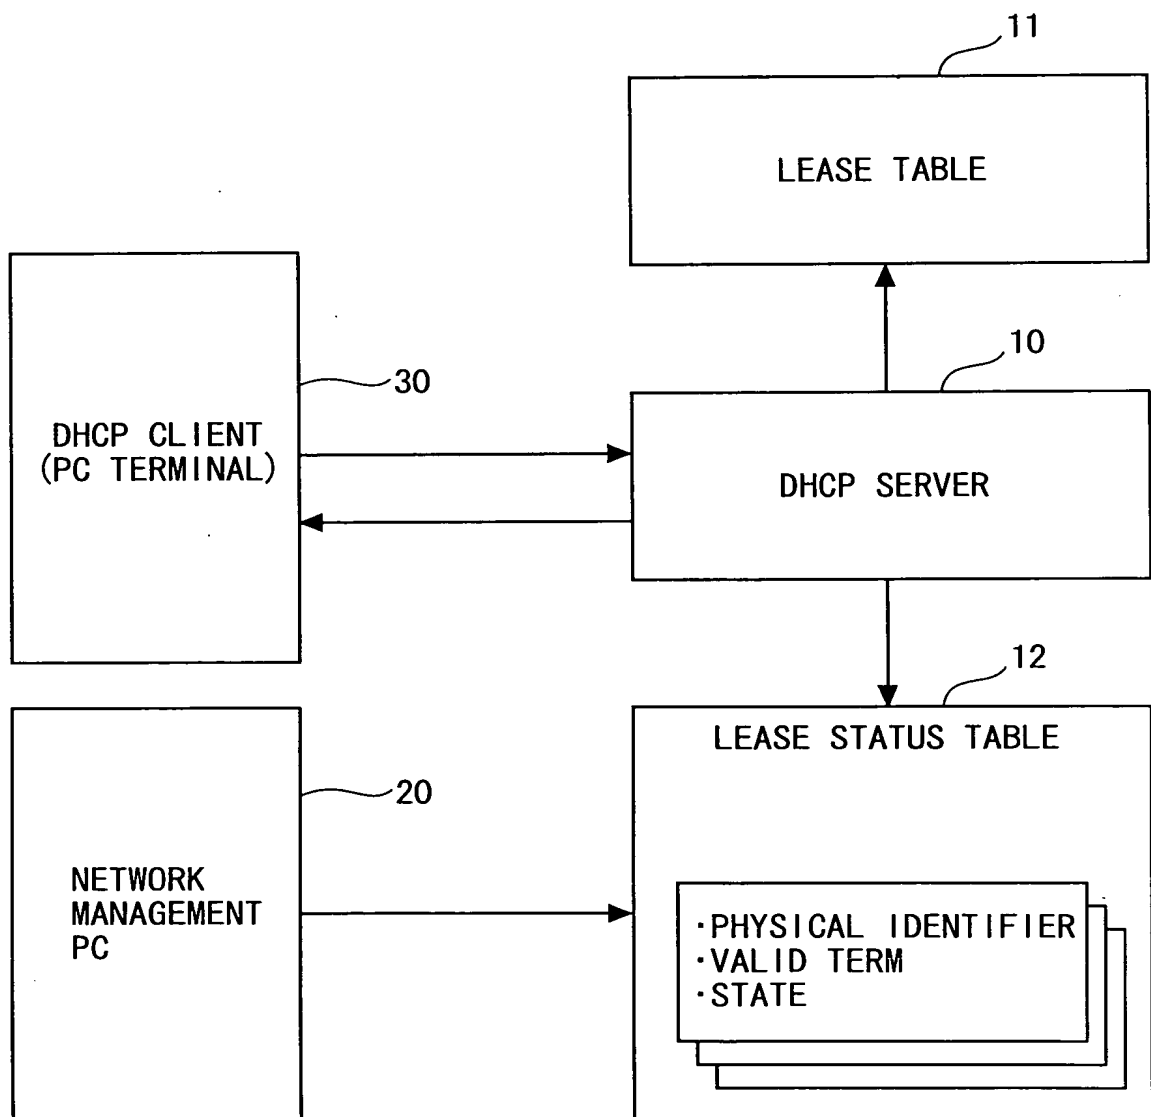 11
LEASE TABLE
10
30
DHCP CLIENT
(PC TERMINAL)
DHCP SERVER
12
LEASE STATUS TABLE
20
NETWORK
MANAGEMENT
PC
·PHYSICAL IDENTIFIER
·VALID TERM
·STATE